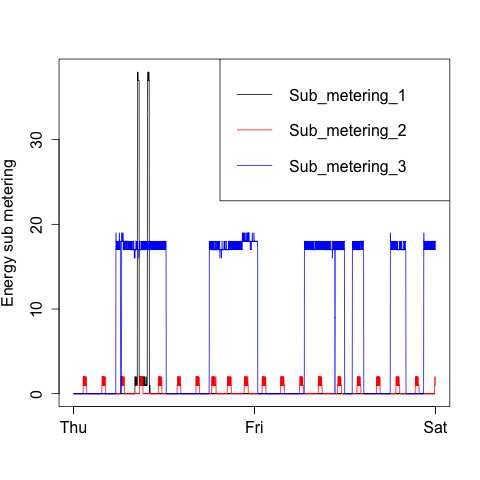 Sub_metering_1
Sub_metering_2
Sub_metering_3
Energy sub metering
30
20
10
0
Thu
Fri
Sat